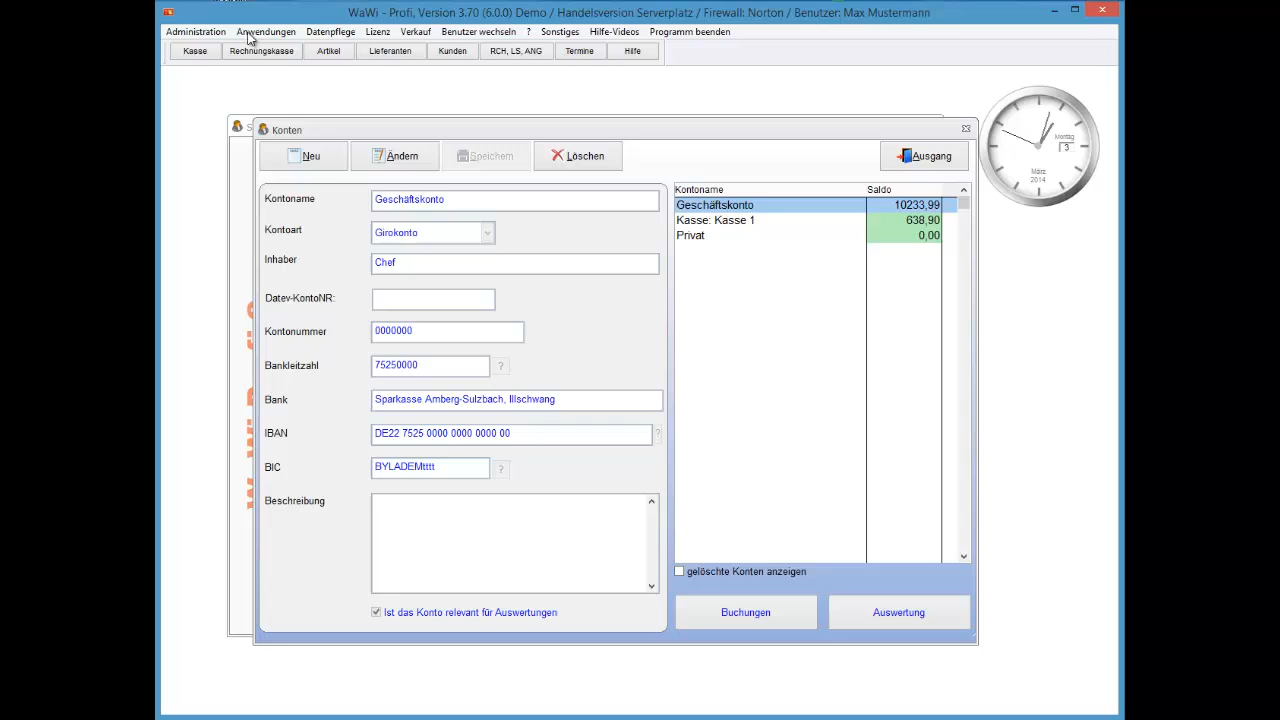 WaWi - Profi, Version 3.70 (6.0.0) Demo / Handelsversion Serverplatz / Firewall: Norton / Benutzer: Max Mustermann
Administration Anwendungen Datenpflege Lizenz Verkauf Benutzer wechseln ? Sonstiges Hilfe-Videos Programm beenden
Kasse Rechnungskasse Artikel Lieferanten Kunden RCH, LS, ANG Termine Hilfe
Konten
Neu Ändern Speichern Löschen Ausgang
Kontoname Geschäftskonto
Kontoart Girokonto
Inhaber Chef
Datev-KontoNR:
Kontonummer 0000000
Bankleitzahl 75250000 ?
Bank Sparkasse Amberg-Sulzbach, Illschwang
IBAN DE22 7525 0000 0000 0000 00 ?
BIC BYLADEMtttt ?
Beschreibung
Ist das Konto relevant für Auswertungen
Kontoname Saldo
Geschäftskonto 10233,99
Kasse: Kasse 1 638,90
Privat 0,00
gelöschte Konten anzeigen
Buchungen Auswertung
Montag
3
März
2014